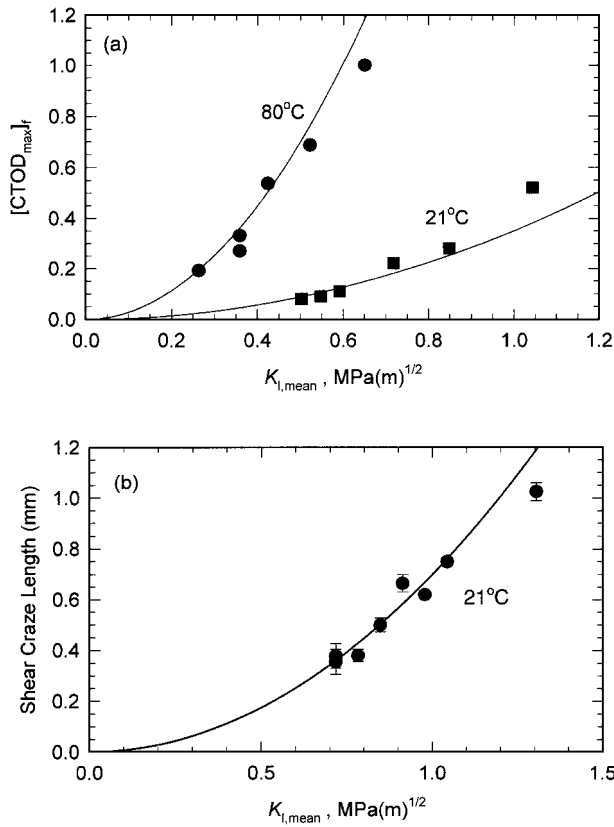 (a)
1.2
1.0
0.8
0.6
0.4
0.2
0.0
[CTOD_max]_f
80°C
21°C
0.0 0.2 0.4 0.6 0.8 1.0 1.2
K_I,mean , MPa(m)^1/2
(b)
1.2
1.0
0.8
0.6
0.4
0.2
0.0
Shear Craze Length (mm)
21°C
0.0 0.5 1.0 1.5
K_I,mean , MPa(m)^1/2